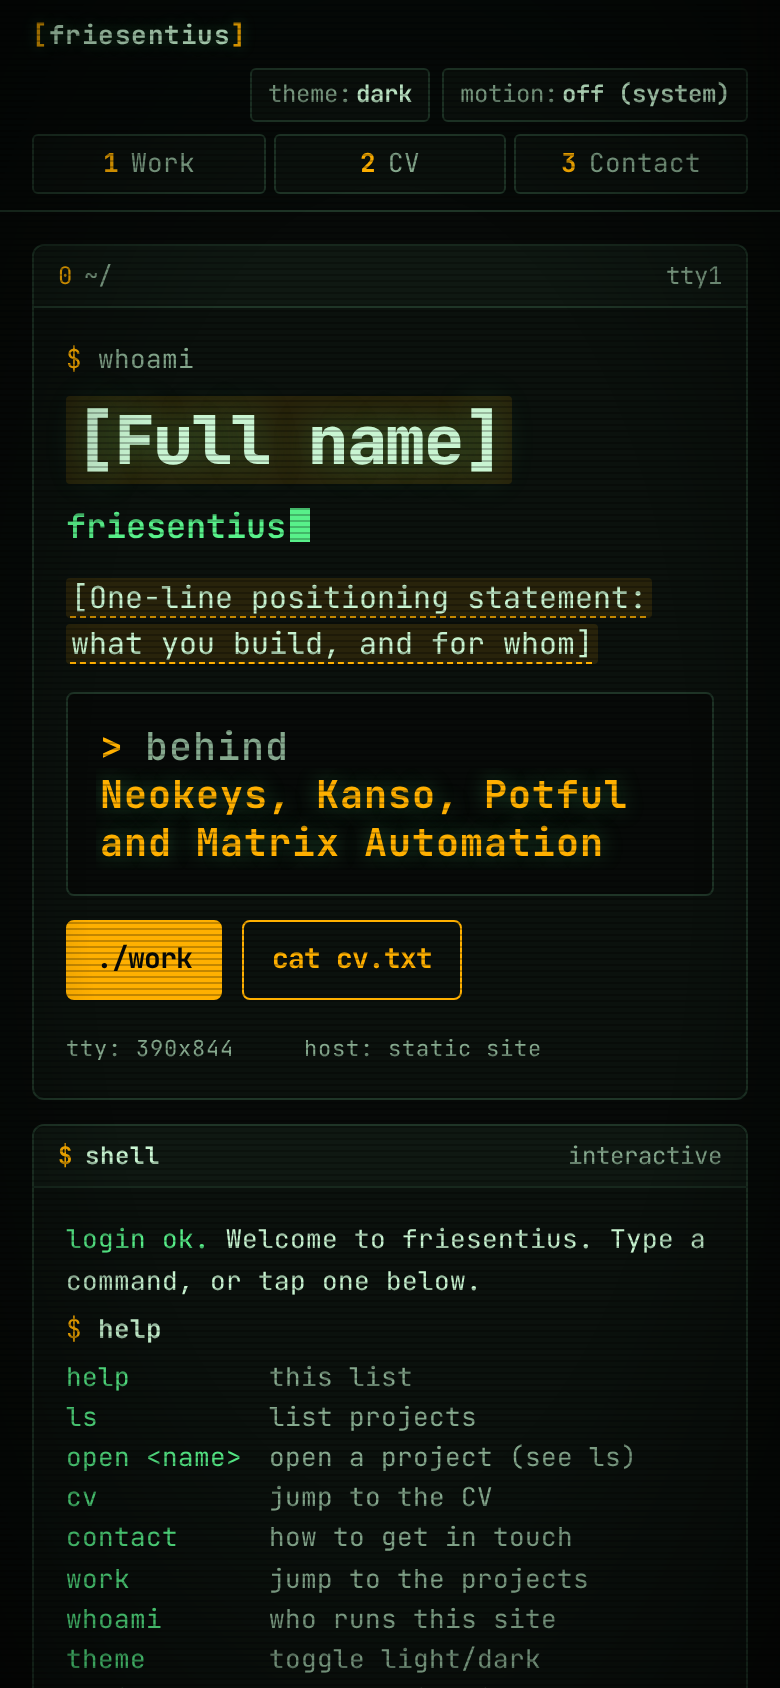 [friesentius]
theme: dark motion: off (system)
1 Work 2 CV 3 Contact
0 ~/ tty1
$ whoami
[Full name]
friesentius
[One-line positioning statement:
what you build, and for whom]
> behind
Neokeys, Kanso, Potful
and Matrix Automation
./work cat cv.txt
tty: 390x844 host: static site
$ shell interactive
login ok. Welcome to friesentius. Type a
command, or tap one below.
$ help
help this list
ls list projects
open <name> open a project (see ls)
cv jump to the CV
contact how to get in touch
work jump to the projects
whoami who runs this site
theme toggle light/dark